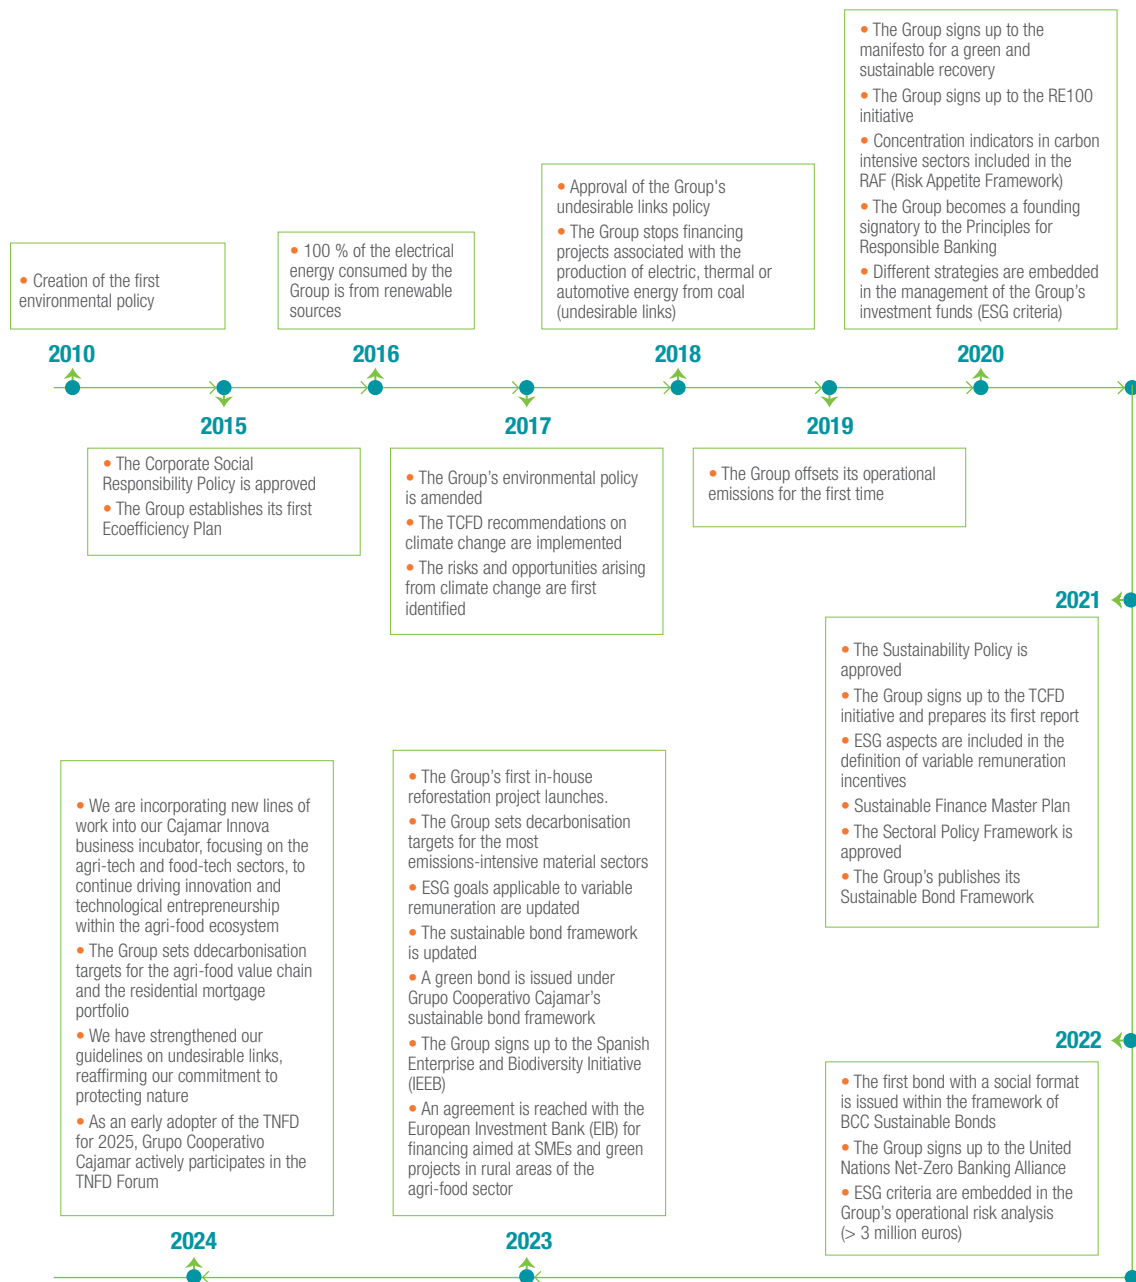 • Creation of the first
environmental policy
2010
• The Corporate Social
Responsibility Policy is approved
• The Group establishes its first
Ecoefficiency Plan
2015
• 100 % of the electrical
energy consumed by the
Group is from renewable
sources
2016
2017
• The Group’s environmental policy
is amended
• The TCFD recommendations on
climate change are implemented
• The risks and opportunities arising
from climate change are first
identified
• Approval of the Group's
undesirable links policy
• The Group stops financing
projects associated with the
production of electric, thermal or
automotive energy from coal
(undesirable links)
2018
2019
• The Group offsets its operational
emissions for the first time
• The Group signs up to the
manifesto for a green and
sustainable recovery
• The Group signs up to the RE100
initiative
• Concentration indicators in carbon
intensive sectors included in the
RAF (Risk Appetite Framework)
• The Group becomes a founding
signatory to the Principles for
Responsible Banking
• Different strategies are embedded
in the management of the Group’s
investment funds (ESG criteria)
2020
2021
• The Sustainability Policy is
approved
• The Group signs up to the TCFD
initiative and prepares its first report
• ESG aspects are included in the
definition of variable remuneration
incentives
• Sustainable Finance Master Plan
• The Sectoral Policy Framework is
approved
• The Group’s publishes its
Sustainable Bond Framework
2022
• The first bond with a social format
is issued within the framework of
BCC Sustainable Bonds
• The Group signs up to the United
Nations Net-Zero Banking Alliance
• ESG criteria are embedded in the
Group’s operational risk analysis
(> 3 million euros)
• The Group’s first in-house
reforestation project launches.
• The Group sets decarbonisation
targets for the most
emissions-intensive material sectors
• ESG goals applicable to variable
remuneration are updated
• The sustainable bond framework
is updated
• A green bond is issued under
Grupo Cooperativo Cajamar’s
sustainable bond framework
• The Group signs up to the Spanish
Enterprise and Biodiversity Initiative
(IEEB)
• An agreement is reached with the
European Investment Bank (EIB) for
financing aimed at SMEs and green
projects in rural areas of the
agri-food sector
2023
• We are incorporating new lines of
work into our Cajamar Innova
business incubator, focusing on the
agri-tech and food-tech sectors, to
continue driving innovation and
technological entrepreneurship
within the agri-food ecosystem
• The Group sets ddecarbonisation
targets for the agri-food value chain
and the residential mortgage
portfolio
• We have strengthened our
guidelines on undesirable links,
reaffirming our commitment to
protecting nature
• As an early adopter of the TNFD
for 2025, Grupo Cooperativo
Cajamar actively participates in the
TNFD Forum
2024